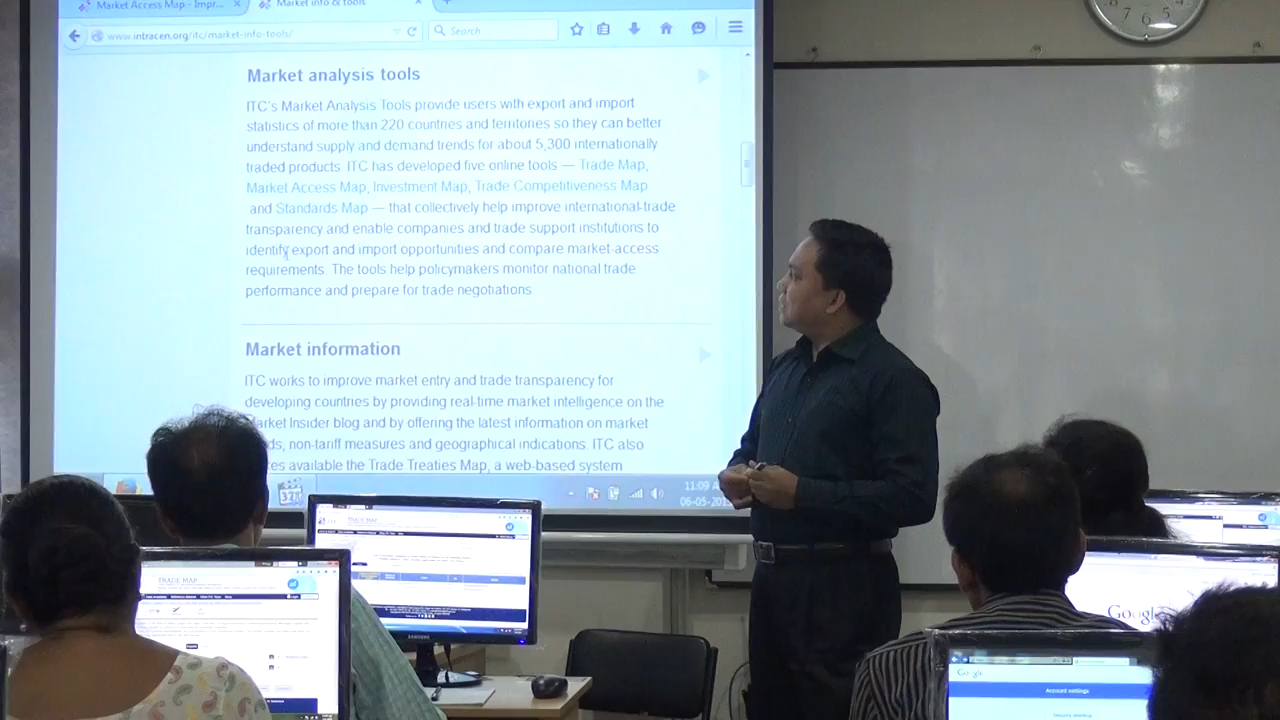 Market Access Map - Impr...
Market info & tools
www.intracen.org/itc/market-info-tools/
Search
Market analysis tools
ITC's Market Analysis Tools provide users with export and import
statistics of more than 220 countries and territories so they can better
understand supply and demand trends for about 5,300 internationally
traded products. ITC has developed five online tools — Trade Map,
Market Access Map, Investment Map, Trade Competitiveness Map
and Standards Map — that collectively help improve international-trade
transparency and enable companies and trade support institutions to
identify export and import opportunities and compare market-access
requirements. The tools help policymakers monitor national trade
performance and prepare for trade negotiations.
Market information
ITC works to improve market entry and trade transparency for
developing countries by providing real-time market intelligence on the
Market Insider blog and by offering the latest information on market
non-tariff measures and geographical indications. ITC also
available the Trade Treaties Map, a web-based system
11:09
06-05-
7 6 5
TRADE MAP
SAMSUNG
TRADE MAP
Google
Google
Account settings